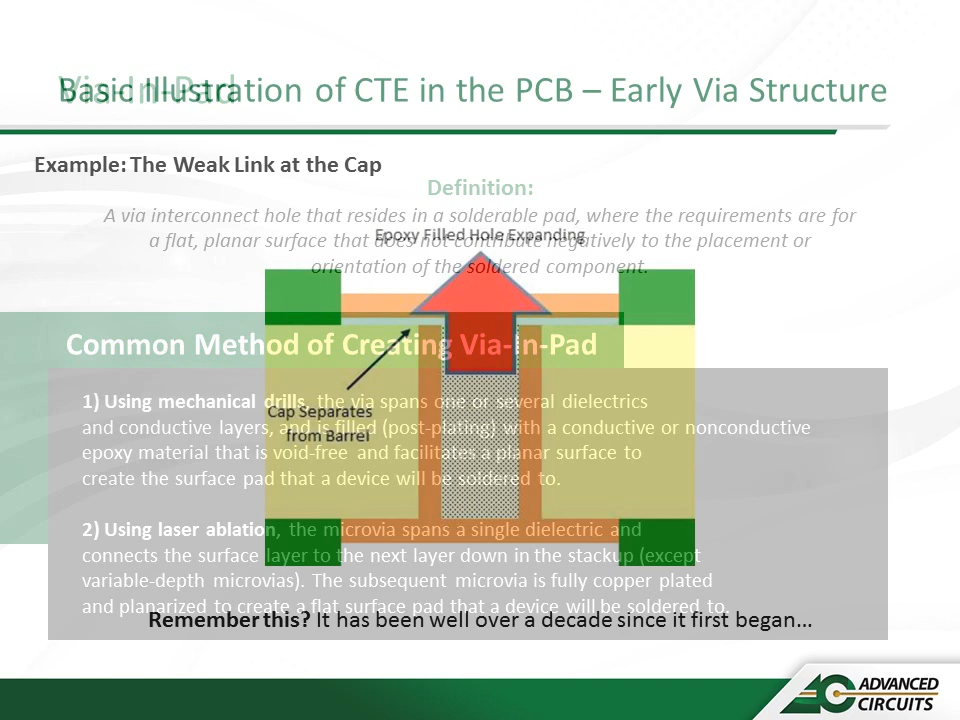 Via-In-Pad
Basic Illustration of CTE in the PCB – Early Via Structure
Example: The Weak Link at the Cap
Definition:
A via interconnect hole that resides in a solderable pad, where the requirements are for
a flat, planar surface that does not contribute negatively to the placement or
orientation of the soldered component.
Epoxy Filled Hole Expanding
Common Method of Creating Via-In-Pad
1) Using mechanical drills, the via spans one or several dielectrics
and conductive layers, and is filled (post-plating) with a conductive or nonconductive
epoxy material that is void-free and facilitates a planar surface to
create the surface pad that a device will be soldered to.
Cap Separates
from Barrel
2) Using laser ablation, the microvia spans a single dielectric and
connects the surface layer to the next layer down in the stackup (except
variable-depth microvias). The subsequent microvia is fully copper plated
and planarized to create a flat surface pad that a device will be soldered to.
Remember this? It has been well over a decade since it first began…
ADVANCED
CIRCUITS